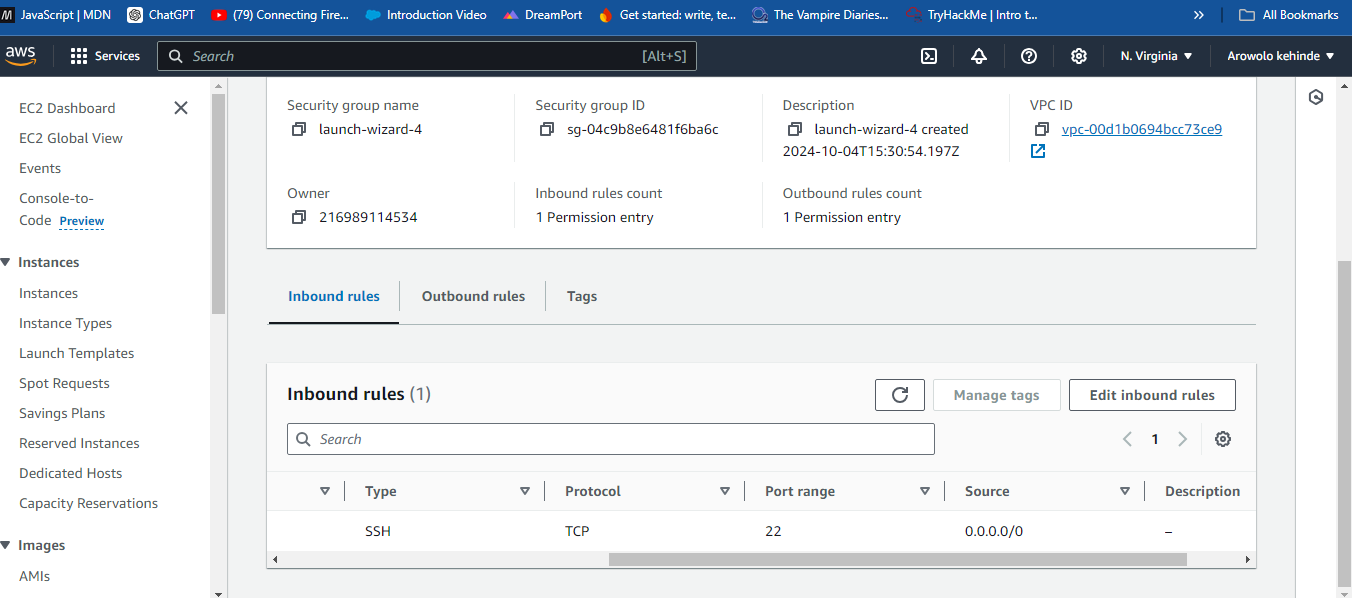 JavaScript | MDN ChatGPT (79) Connecting Fire... Introduction Video DreamPort Get started: write, te... The Vampire Diaries... TryHackMe | Intro t... » All Bookmarks
aws Services Search [Alt+S] N. Virginia Arowolo kehinde
EC2 Dashboard
EC2 Global View
Events
Console-to-
Code Preview
Instances
Instances
Instance Types
Launch Templates
Spot Requests
Savings Plans
Reserved Instances
Dedicated Hosts
Capacity Reservations
Images
AMIs
Security group name
launch-wizard-4
Security group ID
sg-04c9b8e6481f6ba6c
Description
launch-wizard-4 created
2024-10-04T15:30:54.197Z
VPC ID
vpc-00d1b0694bcc73ce9
Owner
216989114534
Inbound rules count
1 Permission entry
Outbound rules count
1 Permission entry
Inbound rules Outbound rules Tags
Inbound rules (1) Manage tags Edit inbound rules
Search 1
Type Protocol Port range Source Description
SSH TCP 22 0.0.0.0/0 –